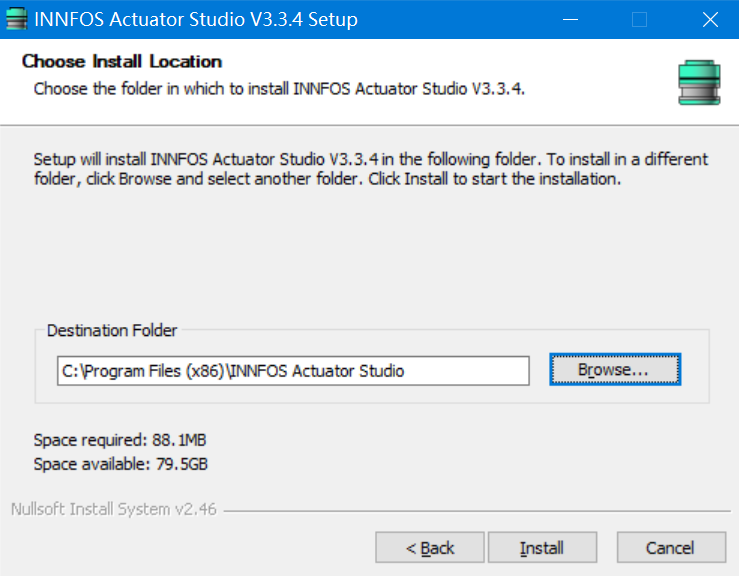 INNFOS Actuator Studio V3.3.4 Setup
Choose Install Location
Choose the folder in which to install INNFOS Actuator Studio V3.3.4.
Setup will install INNFOS Actuator Studio V3.3.4 in the following folder. To install in a different
folder, click Browse and select another folder. Click Install to start the installation.
Destination Folder
C:\Program Files (x86)\INNFOS Actuator Studio
Browse...
Space required: 88.1MB
Space available: 79.5GB
Nullsoft Install System v2.46
< Back
Install
Cancel